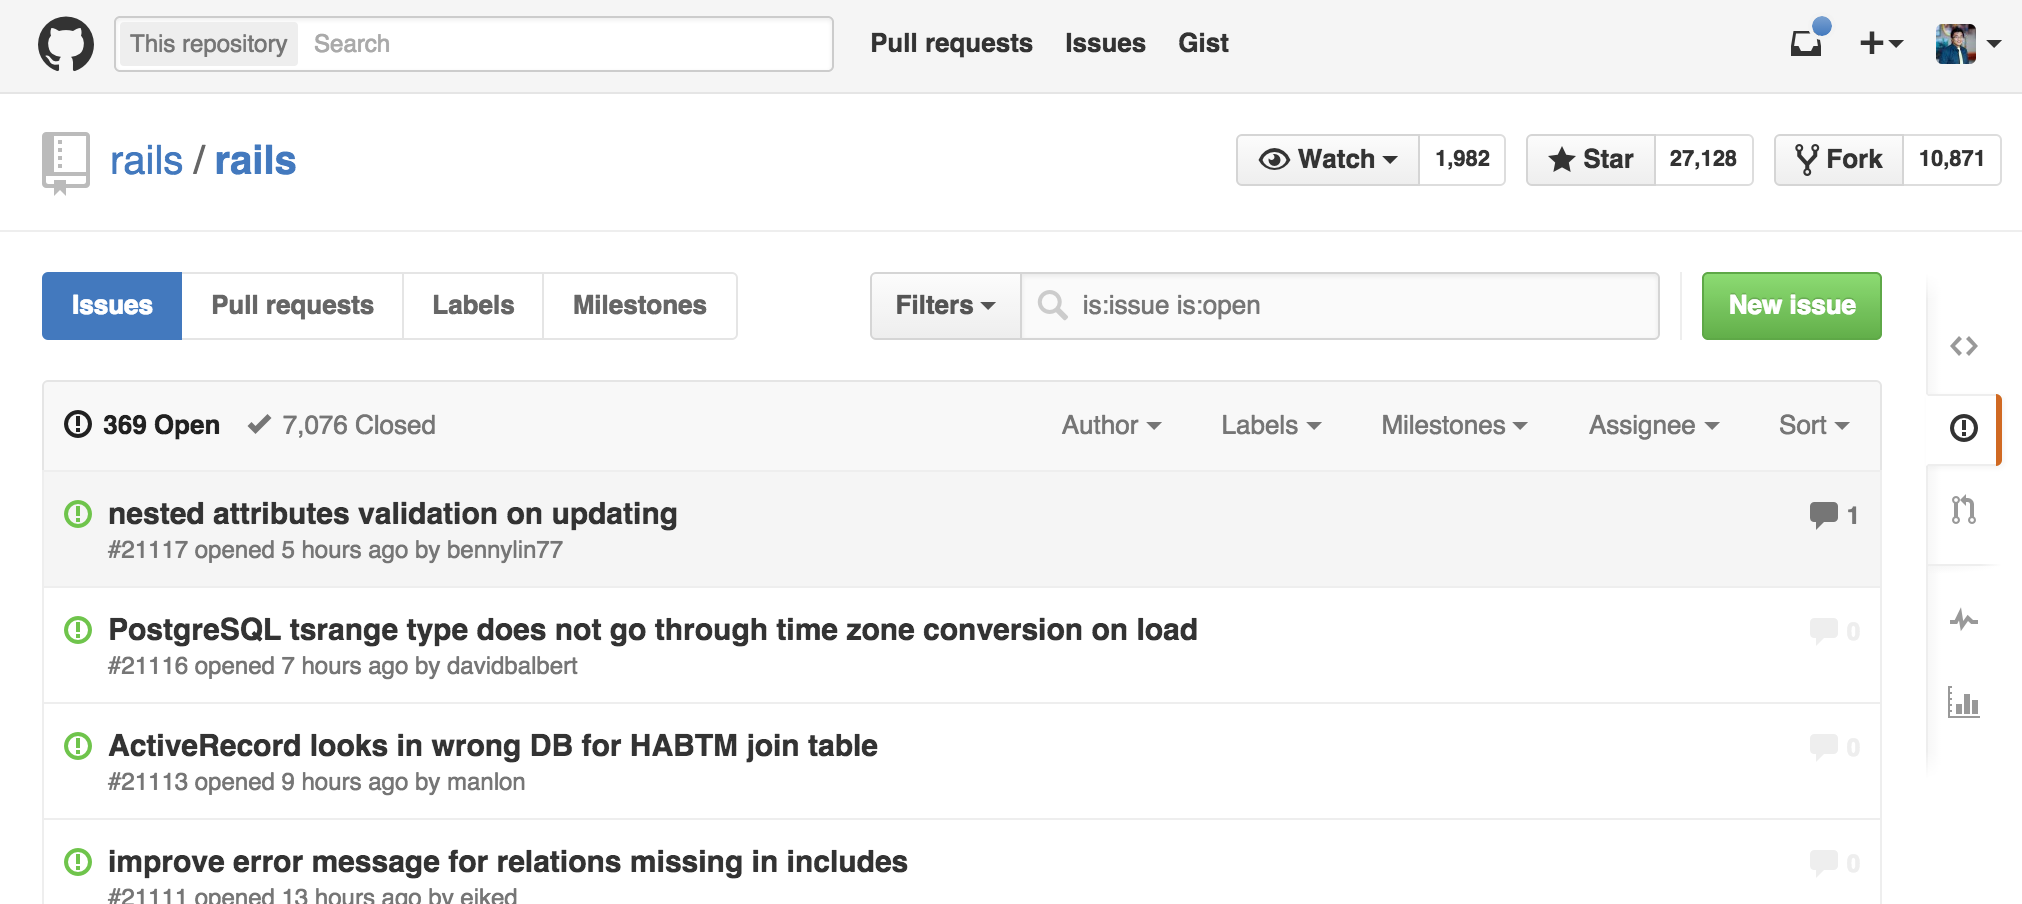 This repository Search Pull requests Issues Gist
rails / rails Watch 1,982 Star 27,128 Fork 10,871
Issues Pull requests Labels Milestones Filters is:issue is:open New issue
369 Open 7,076 Closed Author Labels Milestones Assignee Sort
nested attributes validation on updating 1
#21117 opened 5 hours ago by bennylin77
PostgreSQL tsrange type does not go through time zone conversion on load 0
#21116 opened 7 hours ago by davidbalbert
ActiveRecord looks in wrong DB for HABTM join table 0
#21113 opened 9 hours ago by manlon
improve error message for relations missing in includes 0
#21111 opened 13 hours ago by eiked